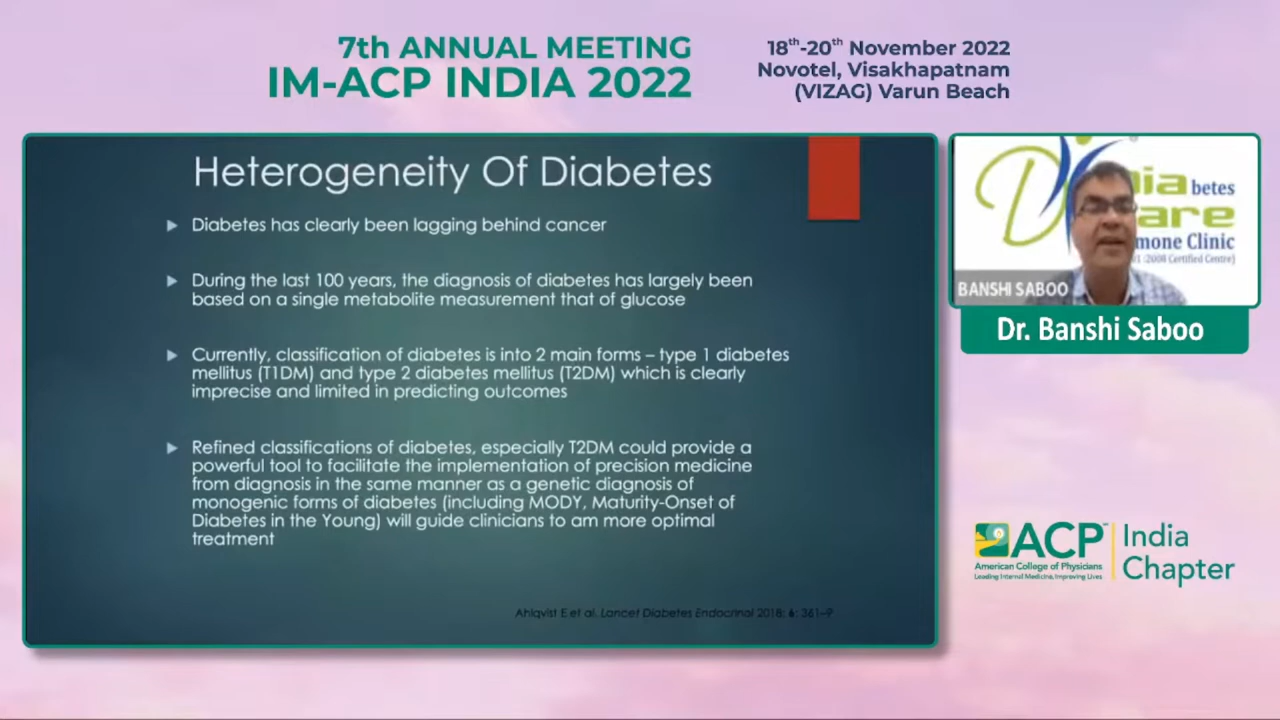 7th ANNUAL MEETING
IM-ACP INDIA 2022
18th-20th November 2022
Novotel, Visakhapatnam
(VIZAG) Varun Beach
Heterogeneity Of Diabetes
Diabetes has clearly been lagging behind cancer
During the last 100 years, the diagnosis of diabetes has largely been
based on a single metabolite measurement that of glucose
Currently, classification of diabetes is into 2 main forms – type 1 diabetes
mellitus (T1DM) and type 2 diabetes mellitus (T2DM) which is clearly
imprecise and limited in predicting outcomes
Refined classifications of diabetes, especially T2DM could provide a
powerful tool to facilitate the implementation of precision medicine
from diagnosis in the same manner as a genetic diagnosis of
monogenic forms of diabetes (including MODY, Maturity-Onset of
Diabetes in the Young) will guide clinicians to am more optimal
treatment
Ahlqvist E et al. Lancet Diabetes Endocrinol 2018; 6: 361–9
betes
mone Clinic
:2008 Certified Centre)
BANSHI SABOO
Dr. Banshi Saboo
ACP
American College of Physicians
Leading Internal Medicine, Improving Lives
India
Chapter